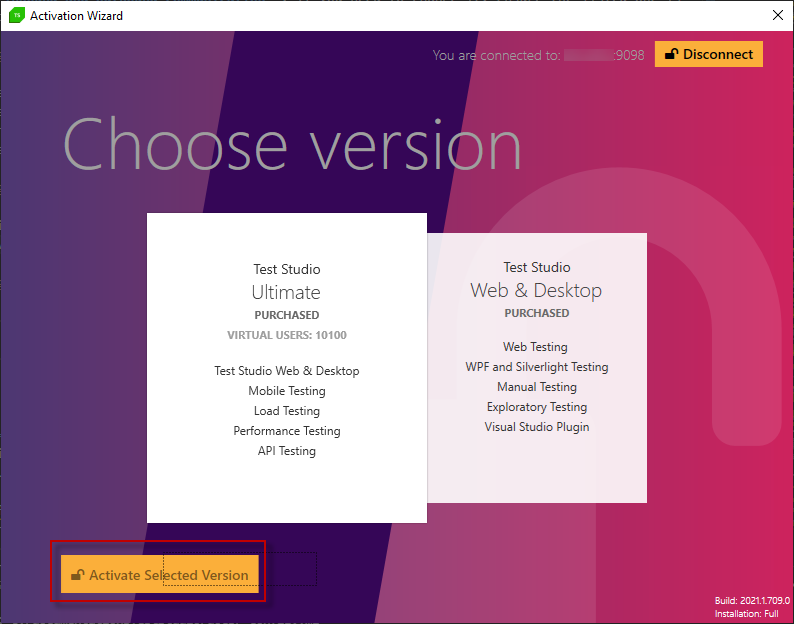 TS Activation Wizard
You are connected to: :9098
Disconnect
Choose version
Test Studio
Ultimate
PURCHASED
VIRTUAL USERS: 10100
Test Studio Web & Desktop
Mobile Testing
Load Testing
Performance Testing
API Testing
Test Studio
Web & Desktop
PURCHASED
Web Testing
WPF and Silverlight Testing
Manual Testing
Exploratory Testing
Visual Studio Plugin
Activate Selected Version
Build: 2021.1.709.0
Installation: Full